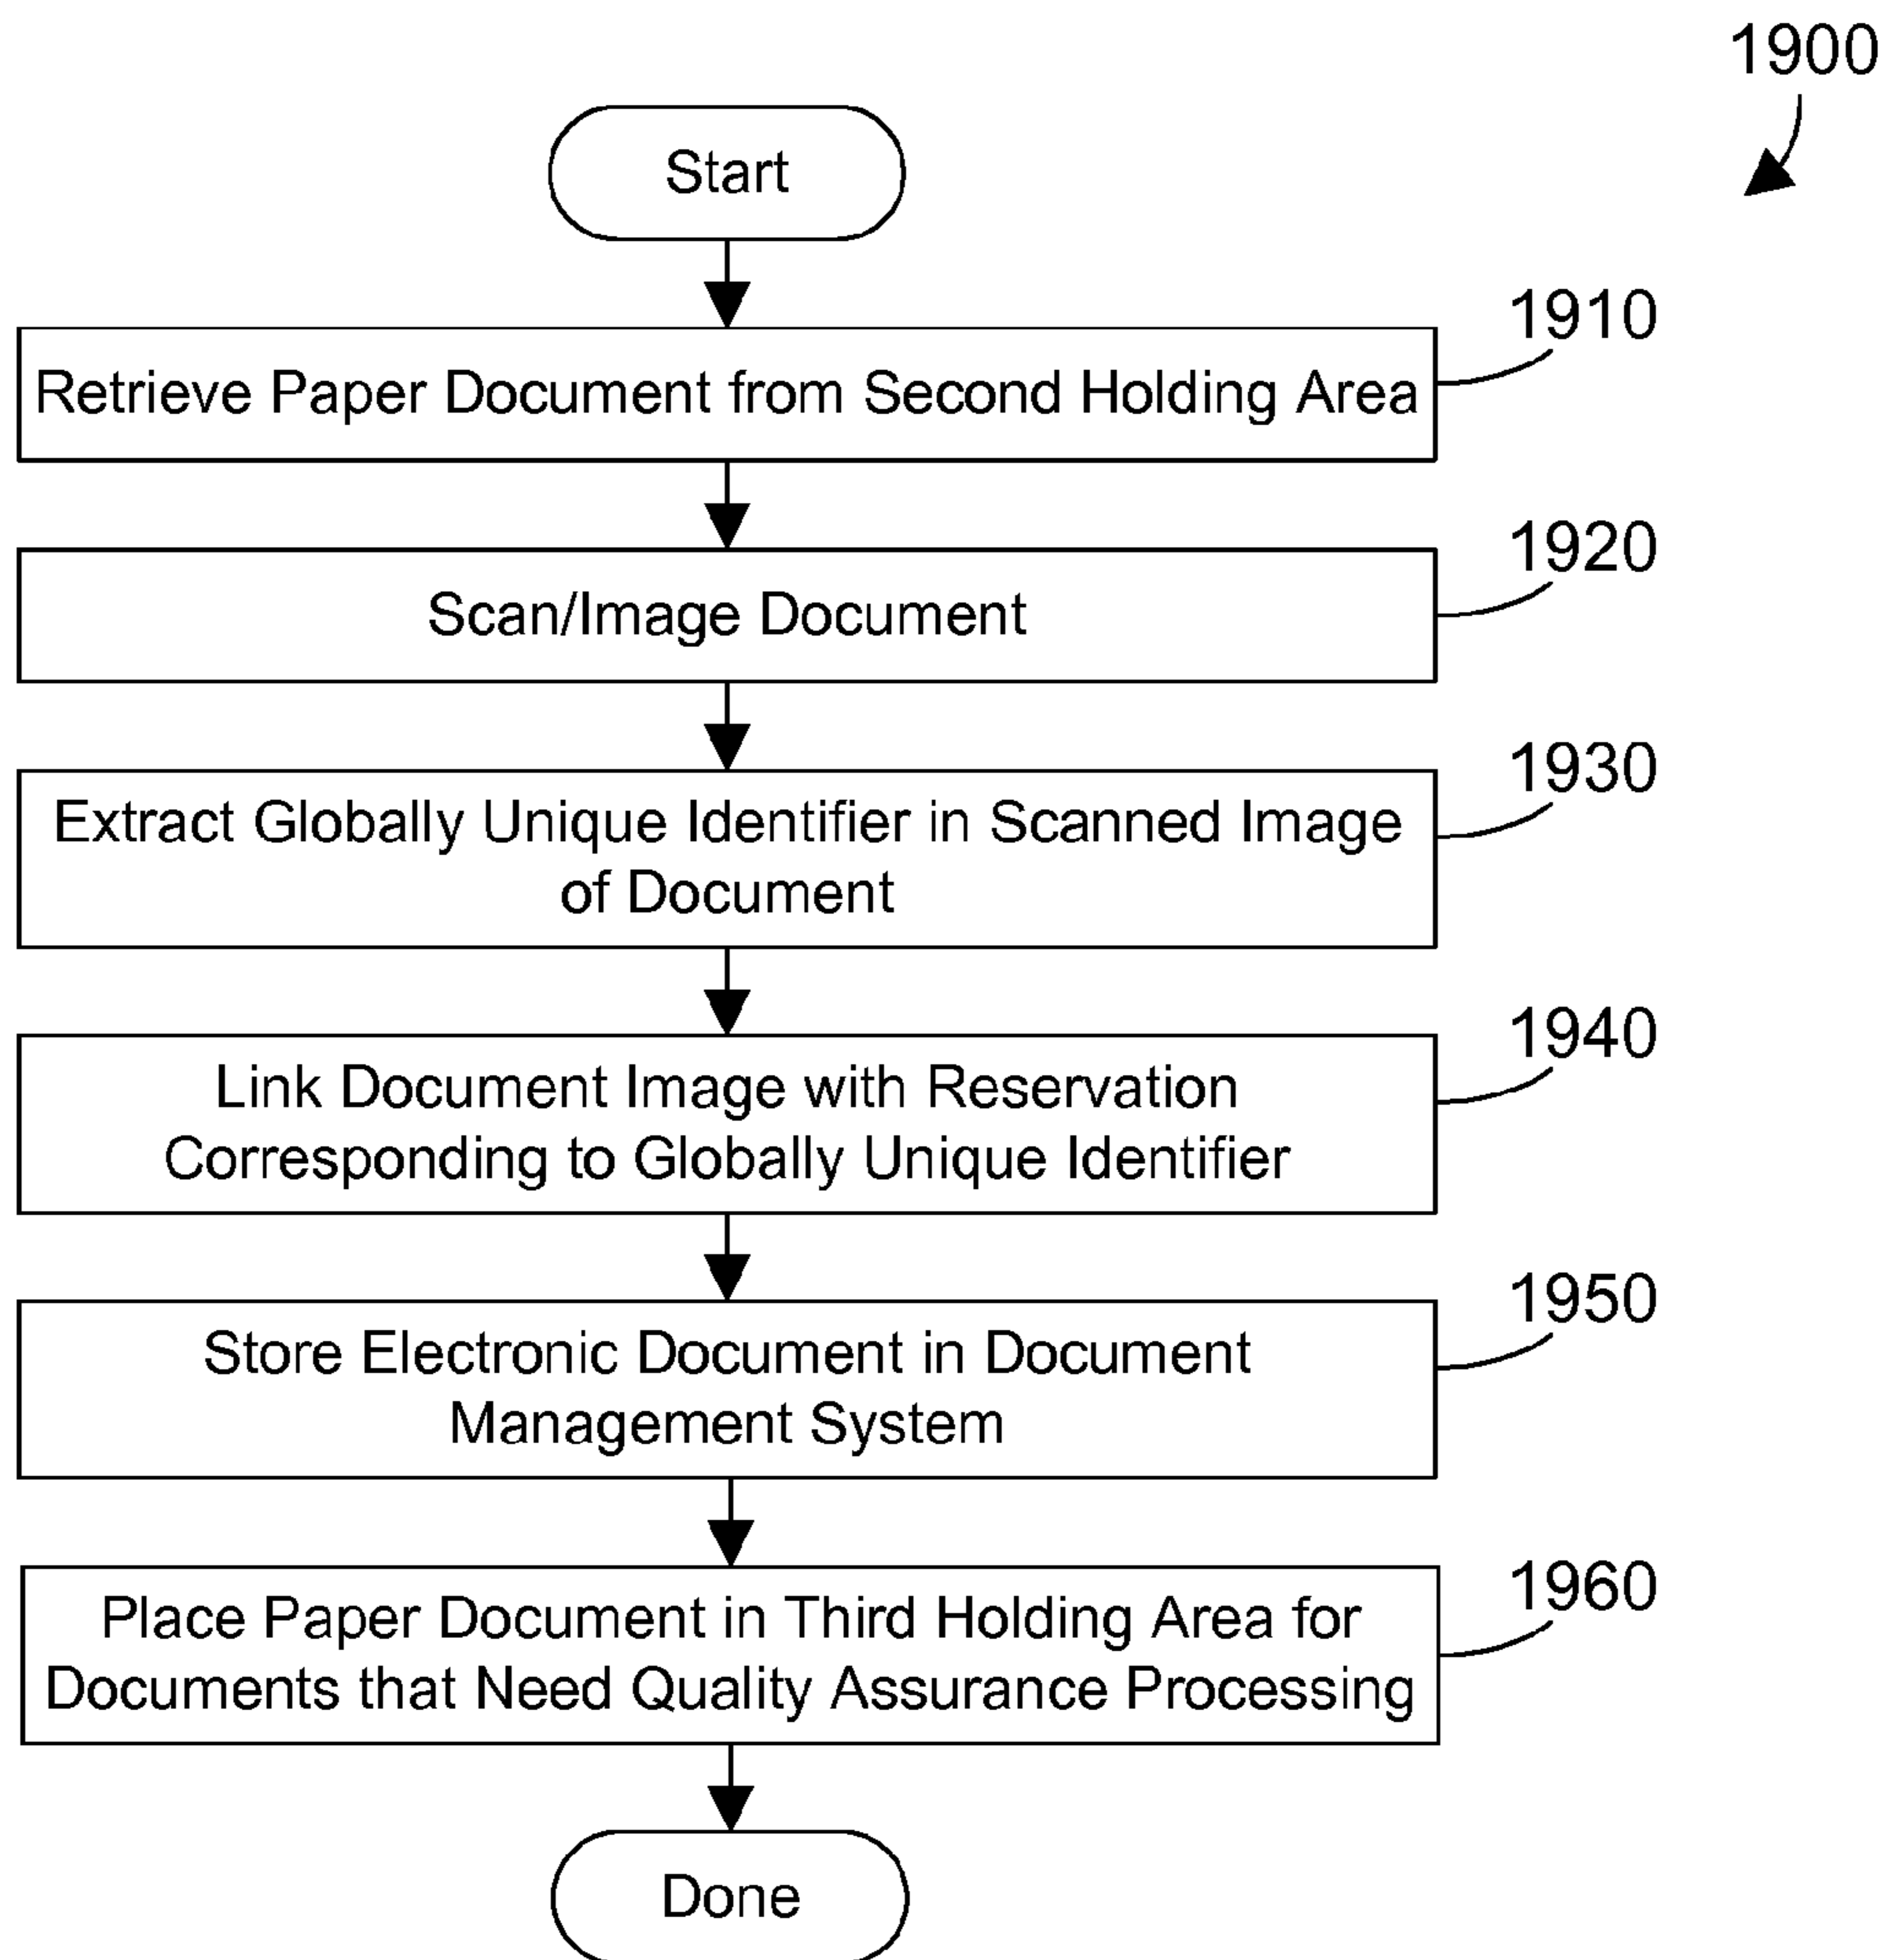 1900
Start
1910
Retrieve Paper Document from Second Holding Area
1920
Scan/Image Document
1930
Extract Globally Unique Identifier in Scanned Image
of Document
1940
Link Document Image with Reservation
Corresponding to Globally Unique Identifier
1950
Store Electronic Document in Document
Management System
1960
Place Paper Document in Third Holding Area for
Documents that Need Quality Assurance Processing
Done